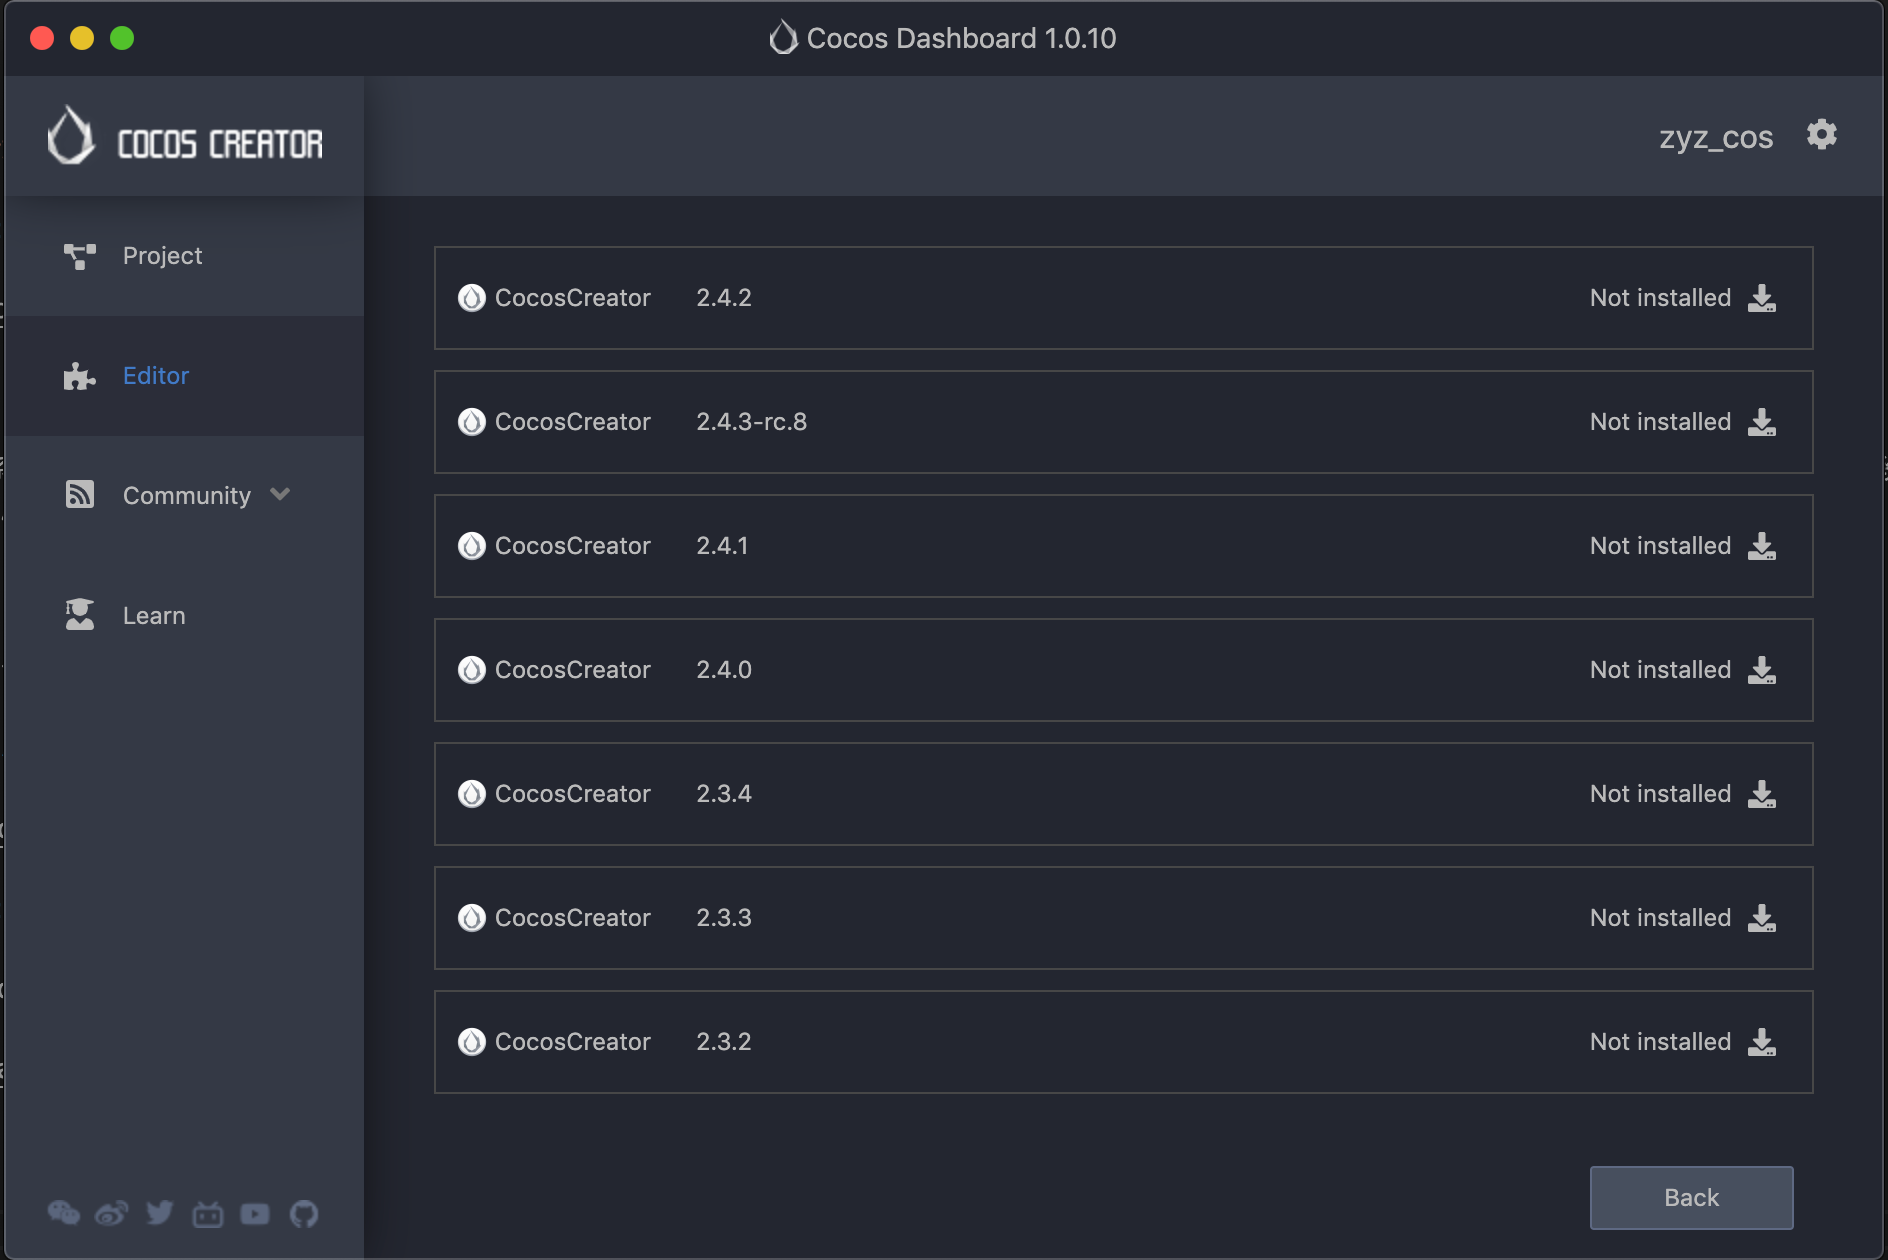 Cocos Dashboard 1.0.10
COCOS CREATOR
zyz_cos
Project
Editor
Community
Learn
CocosCreator 2.4.2 Not installed
CocosCreator 2.4.3-rc.8 Not installed
CocosCreator 2.4.1 Not installed
CocosCreator 2.4.0 Not installed
CocosCreator 2.3.4 Not installed
CocosCreator 2.3.3 Not installed
CocosCreator 2.3.2 Not installed
Back